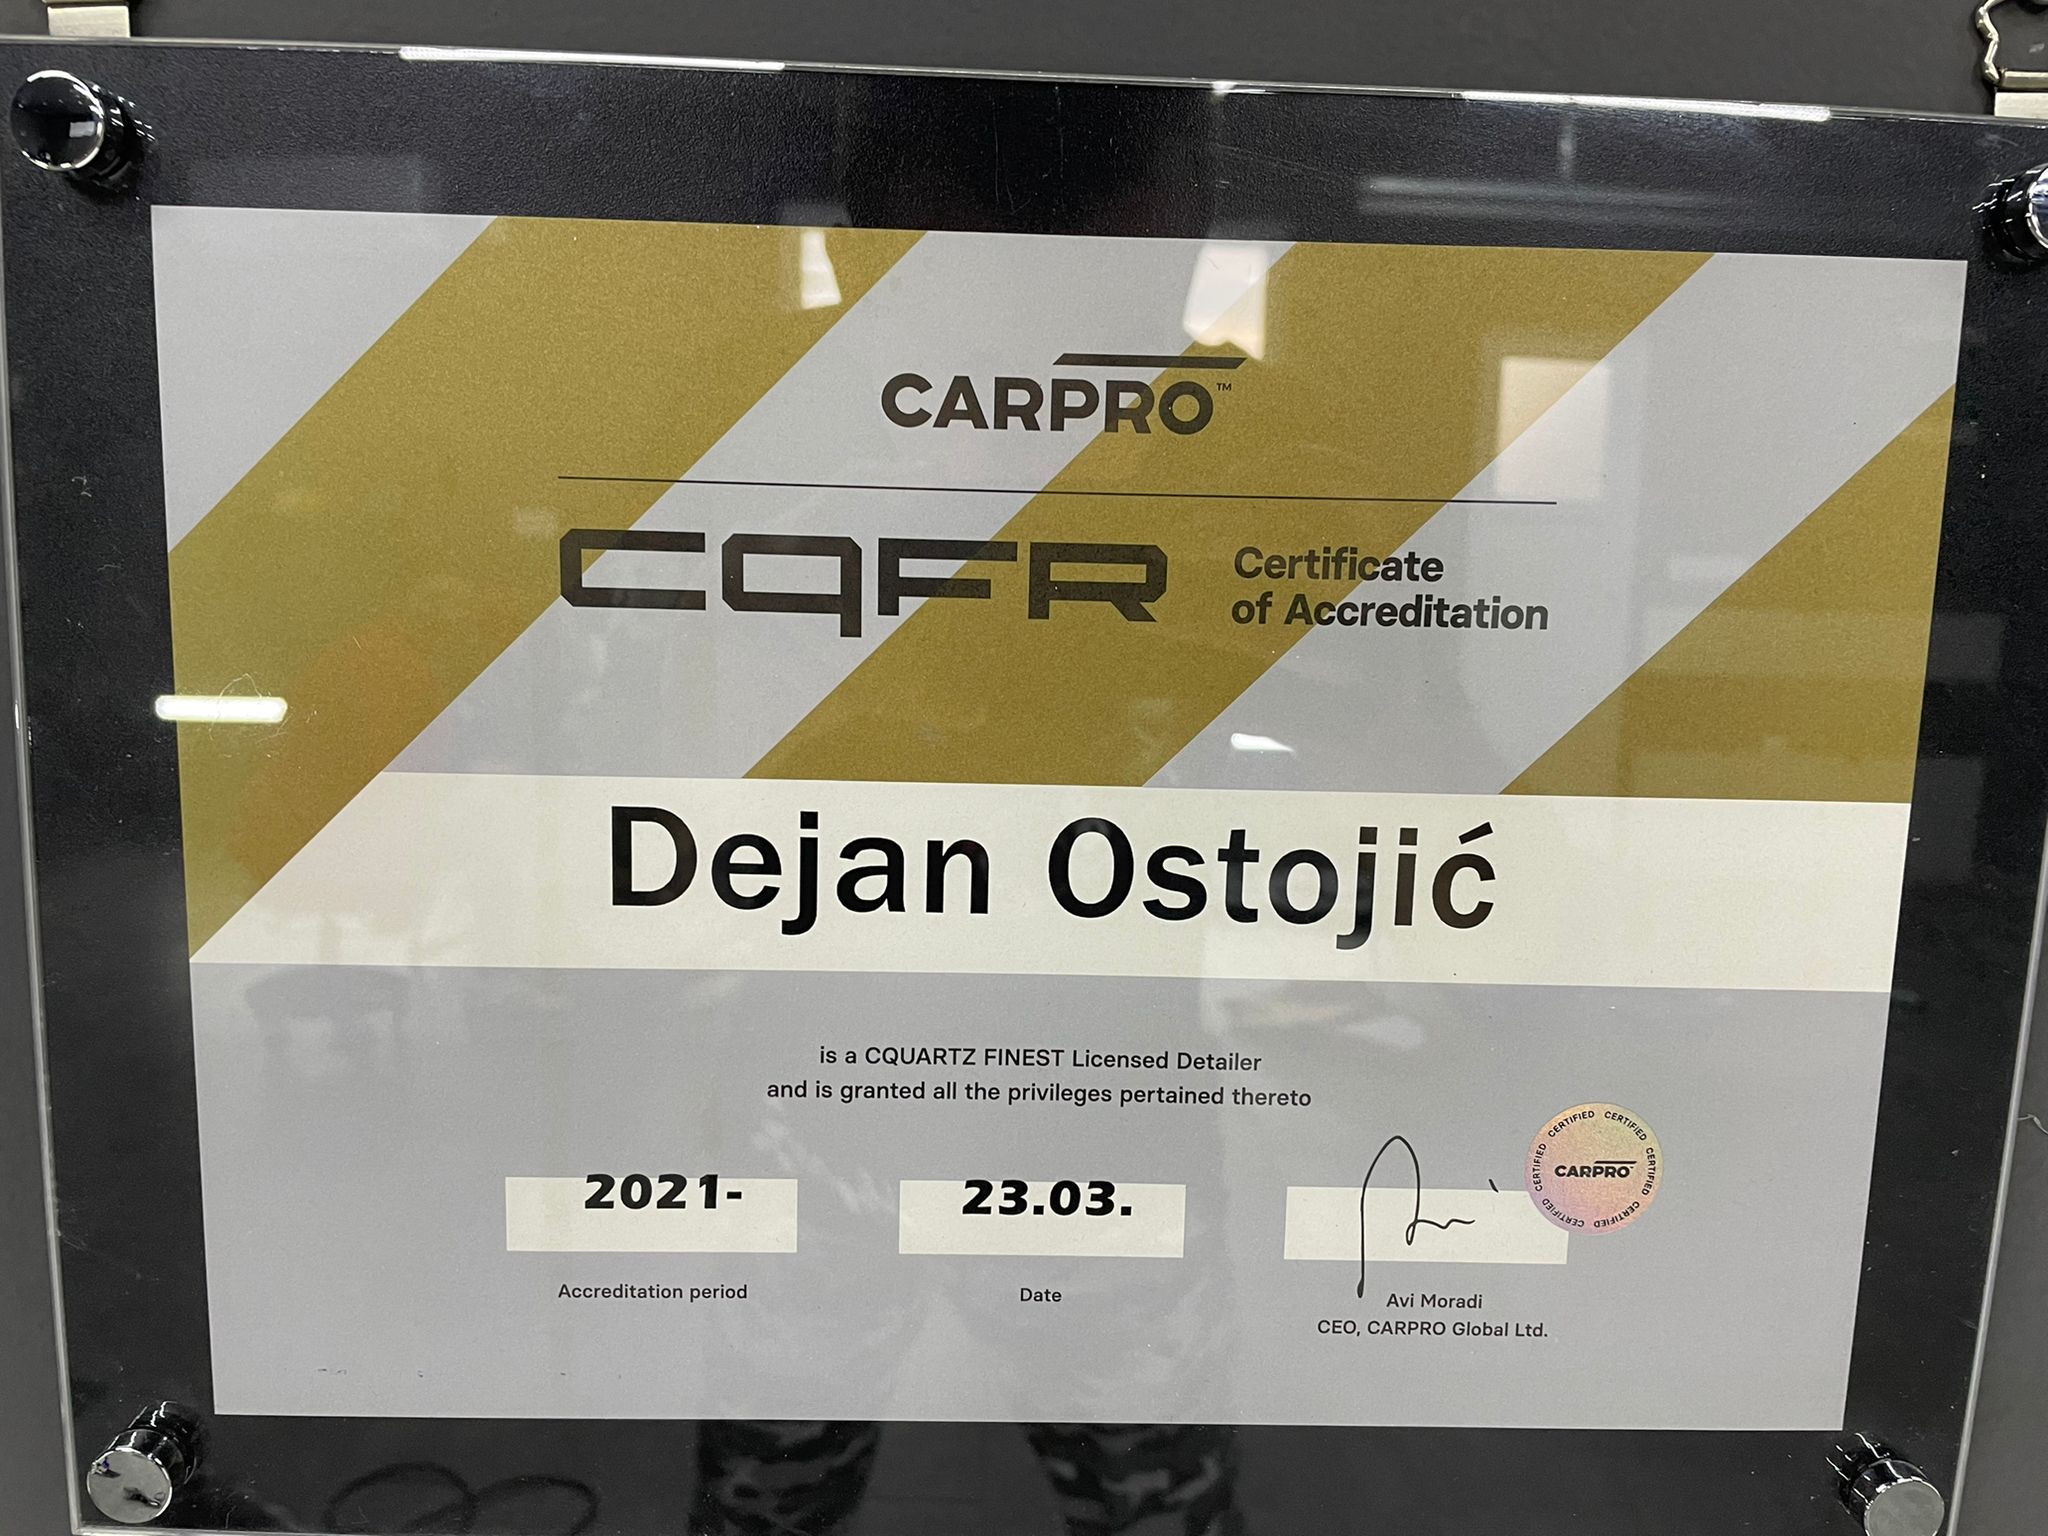 CARPRO™
CQFR
Certificate
of Accreditation
Dejan Ostojić
is a CQUARTZ FINEST Licensed Detailer
and is granted all the privileges pertained thereto
2021-
Accreditation period
23.03.
Date
Avi Moradi
CEO, CARPRO Global Ltd.
CERTIFIED CERTIFIED CERTIFIED CERTIFIED CERTIFIED CERTIFIED CERTIFIED
CARPRO